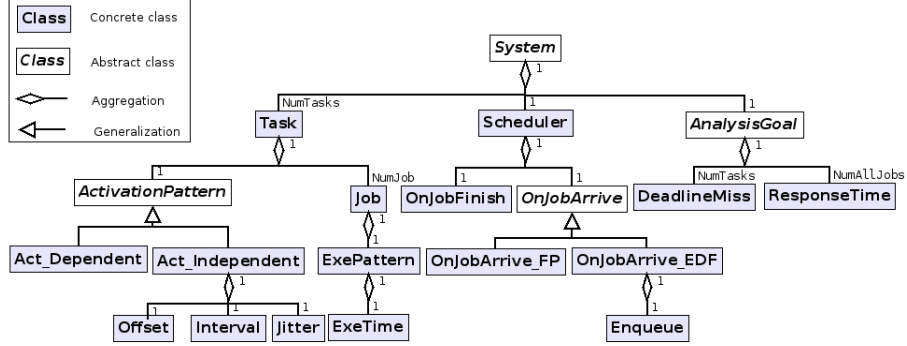 Class Concrete class
Class Abstract class
Aggregation
Generalization
System
1
NumTasks 1 1
Task Scheduler AnalysisGoal
1 1 1
1 NumJob 1 1 NumTasks NumAllJobs
ActivationPattern Job OnJobFinish OnJobArrive DeadlineMiss ResponseTime
1
1
Act_Dependent Act_Independent ExePattern OnJobArrive_FP OnJobArrive_EDF
1 1 1
1 1 1 1 1
Offset Interval Jitter ExeTime Enqueue